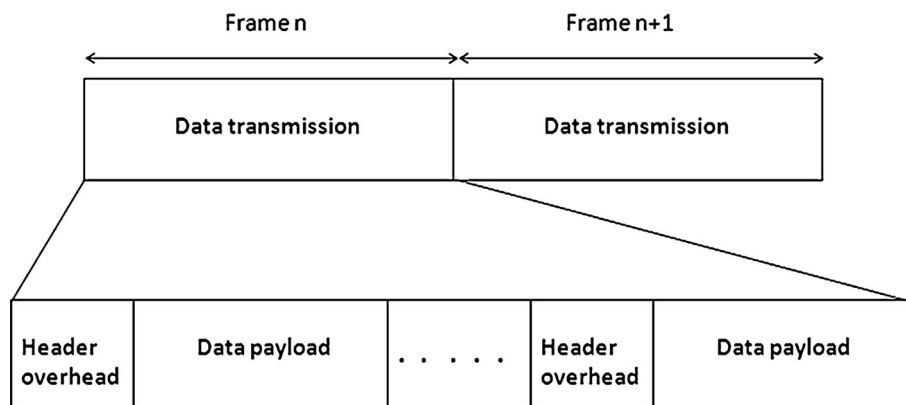 Frame n
Frame n+1
Data transmission
Data transmission
Header overhead
Data payload
. . . . .
Header overhead
Data payload